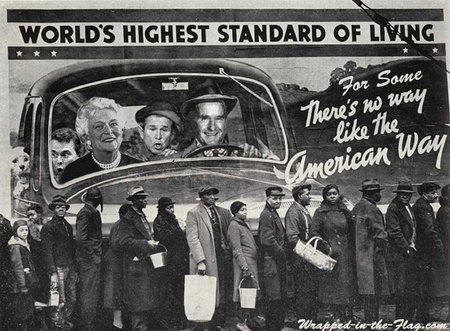 WORLD'S HIGHEST STANDARD OF LIVING
For Some
There's no way
like the
American Way
Wrapped-in-the-Flag.com